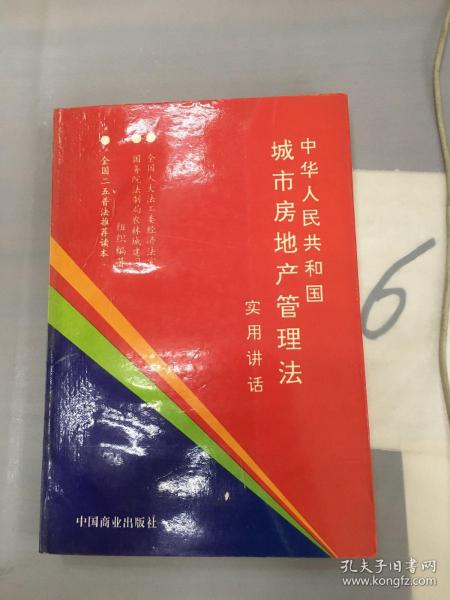 中华人民共和国
城市房地产管理法
实用讲话
全国人大法工委经济法
国务院法制局农林城建
组织编著
全国二五普法推荐读本
中国商业出版社
6
孔夫子旧书网
www.kongfz.com